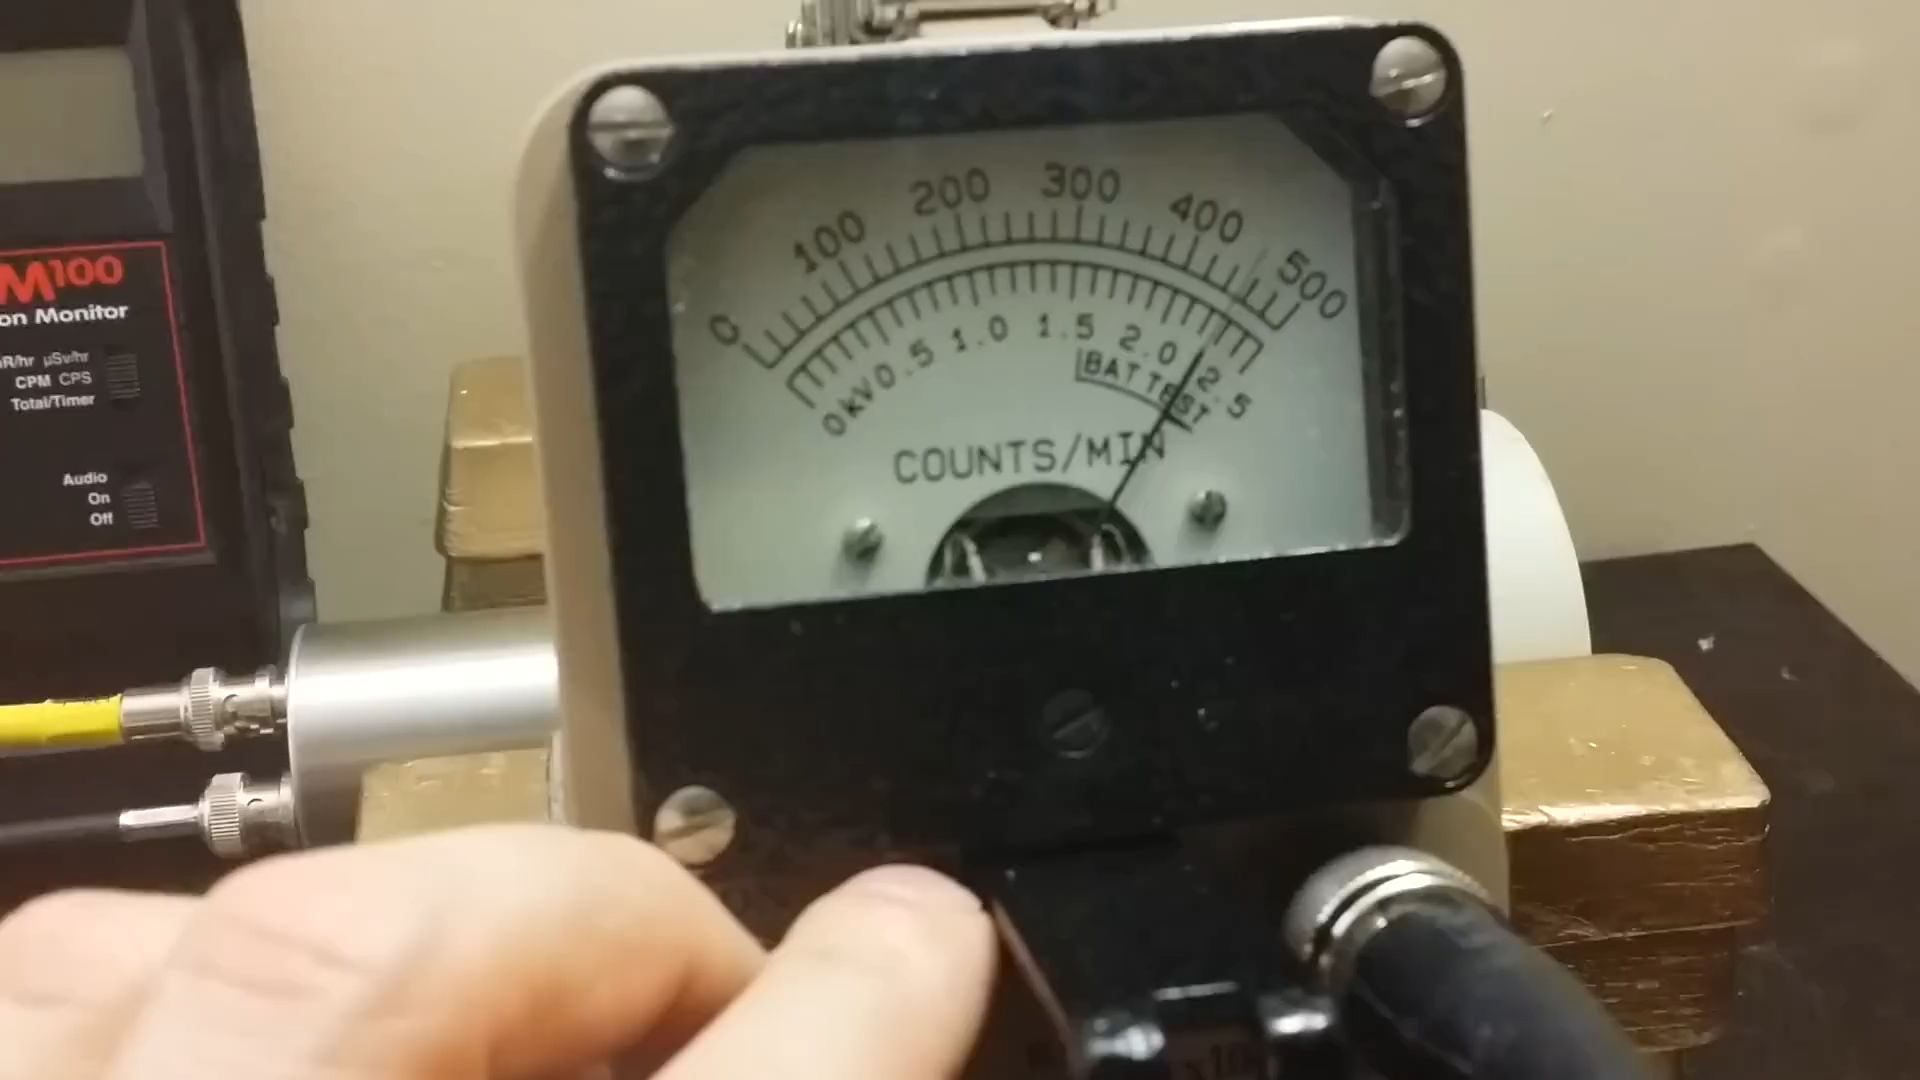 M100
on Monitor
R/hr µSv/hr
CPM CPS
Total/Timer
Audio
On
Off
0 100 200 300 400 500
0 kV 0.5 1.0 1.5 2.0 2.5
BAT TEST
COUNTS/MIN